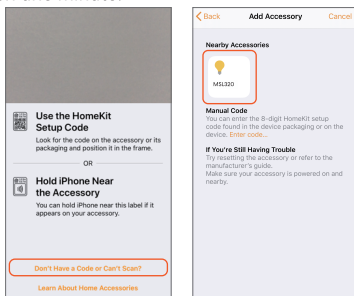 Use the HomeKit
Setup Code
Look for the code on the accessory or its
packaging and position it in the frame.
OR
Hold iPhone Near
the Accessory
You can hold iPhone near this label if it
appears on your accessory.
Don't Have a Code or Can't Scan?
Learn About Home Accessories
Back Add Accessory Cancel
Nearby Accessories
MSL320
Manual Code
You can enter the 8-digit HomeKit setup
code found in the device packaging or on the
device. Enter code...
If You're Still Having Trouble
Try resetting the accessory or refer to the
manufacturer's guide.
Make sure your accessory is powered on and
nearby.